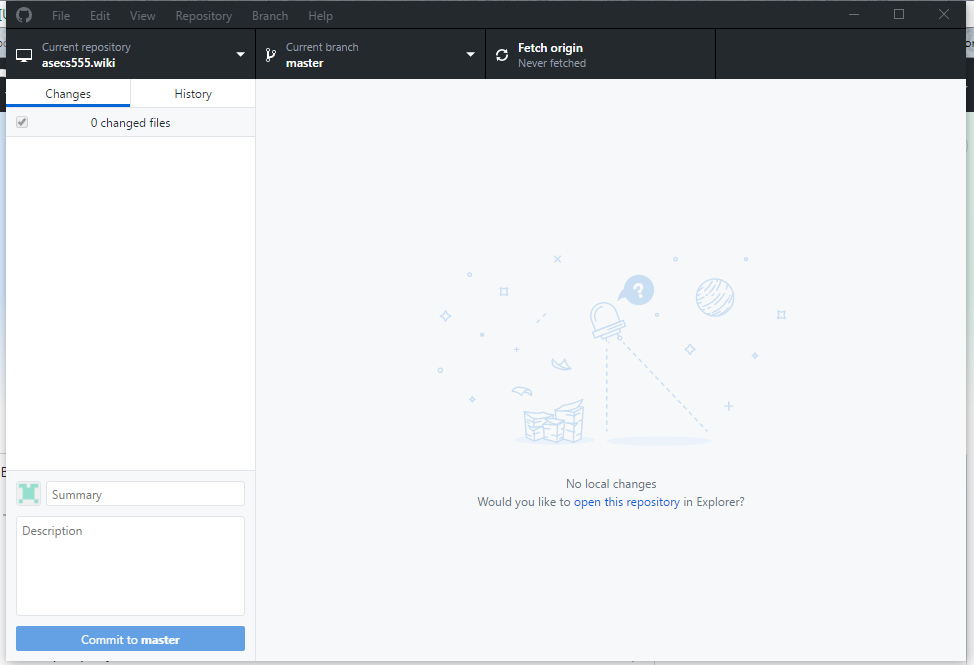 File Edit View Repository Branch Help
Current repository
asecs555.wiki
Current branch
master
Fetch origin
Never fetched
Changes
History
0 changed files
?
No local changes
Would you like to open this repository in Explorer?
Summary
Description
Commit to master